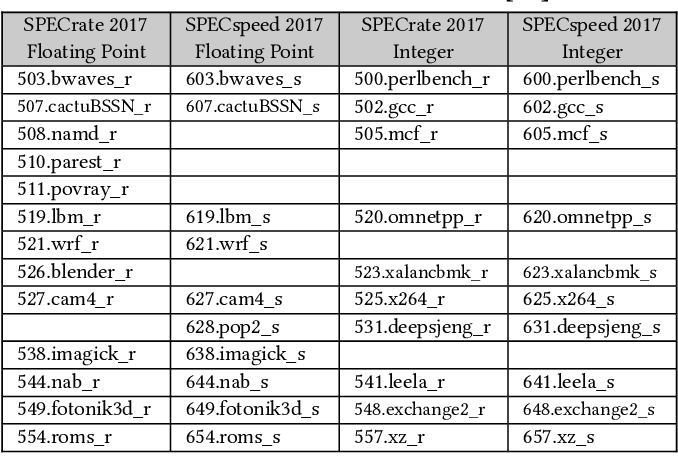 SPECrate 2017 SPECspeed 2017 SPECrate 2017 SPECspeed 2017
Floating Point Floating Point Integer Integer
503.bwaves_r 603.bwaves_s 500.perlbench_r 600.perlbench_s
507.cactuBSSN_r 607.cactuBSSN_s 502.gcc_r 602.gcc_s
508.namd_r 505.mcf_r 605.mcf_s
510.parest_r
511.povray_r
519.lbm_r 619.lbm_s 520.omnetpp_r 620.omnetpp_s
521.wrf_r 621.wrf_s
526.blender_r 523.xalancbmk_r 623.xalancbmk_s
527.cam4_r 627.cam4_s 525.x264_r 625.x264_s
628.pop2_s 531.deepsjeng_r 631.deepsjeng_s
538.imagick_r 638.imagick_s
544.nab_r 644.nab_s 541.leela_r 641.leela_s
549.fotonik3d_r 649.fotonik3d_s 548.exchange2_r 648.exchange2_s
554.roms_r 654.roms_s 557.xz_r 657.xz_s